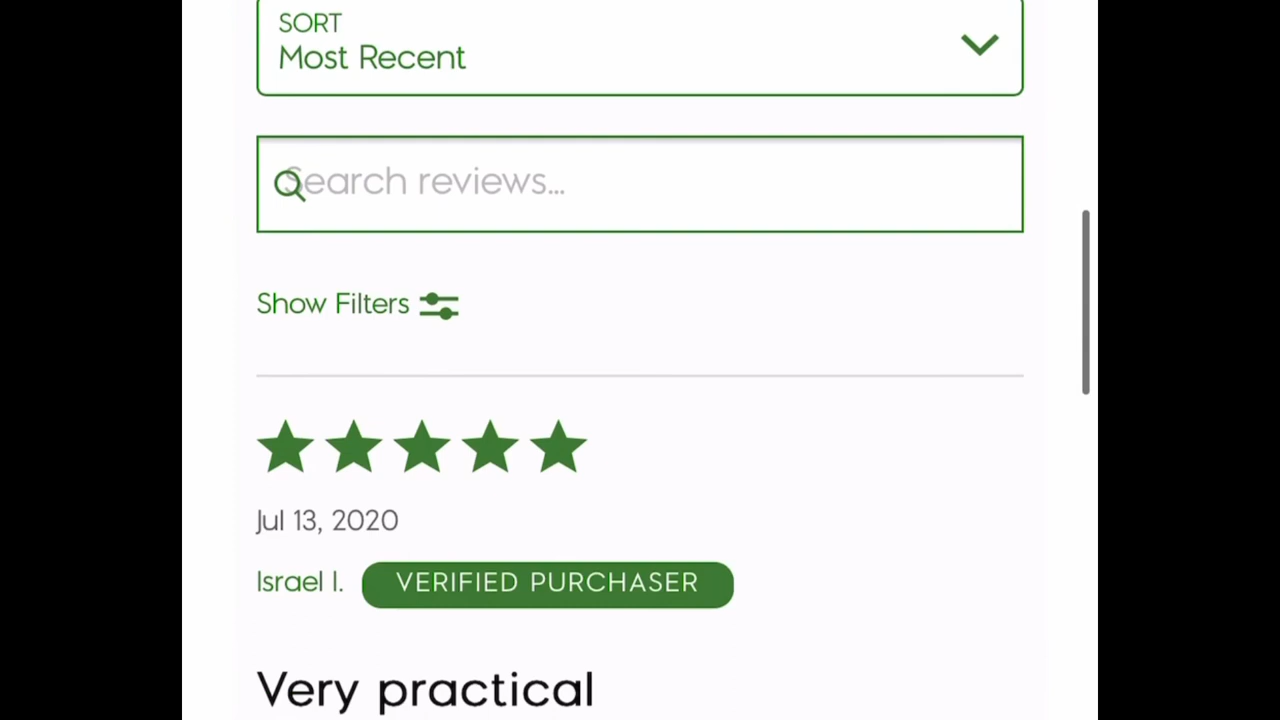 SORT
Most Recent
Search reviews...
Show Filters
Jul 13, 2020
Israel I. VERIFIED PURCHASER
Very practical